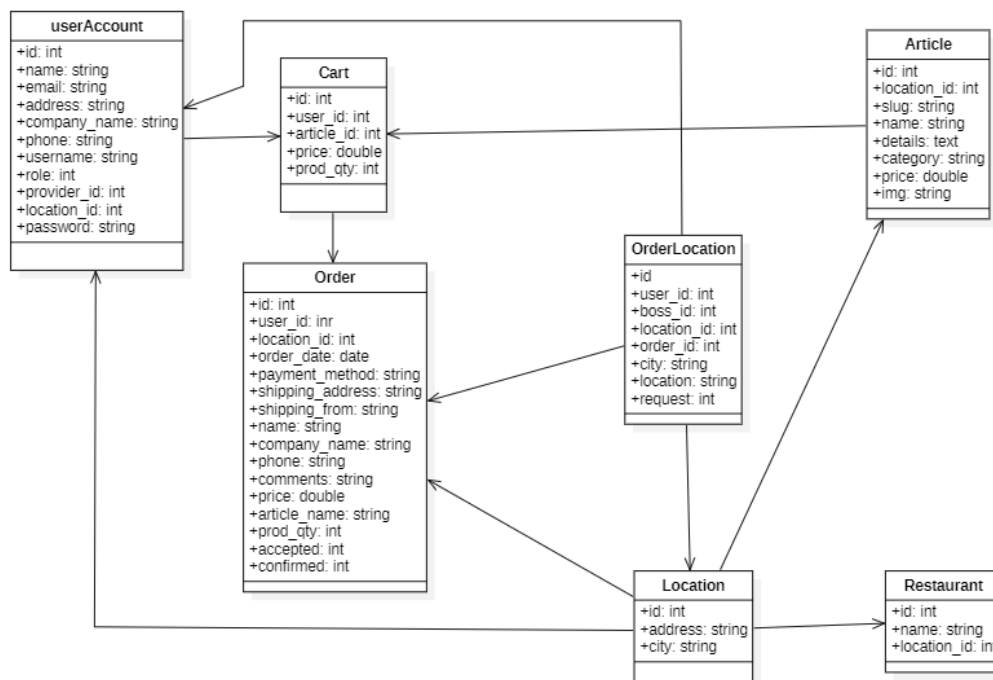 userAccount
+id: int
+name: string
+email: string
+address: string
+company_name: string
+phone: string
+username: string
+role: int
+provider_id: int
+location_id: int
+password: string
Cart
+id: int
+user_id: int
+article_id: int
+price: double
+prod_qty: int
Article
+id: int
+location_id: int
+slug: string
+name: string
+details: text
+category: string
+price: double
+img: string
Order
+id: int
+user_id: inr
+location_id: int
+order_date: date
+payment_method: string
+shipping_address: string
+shipping_from: string
+name: string
+company_name: string
+phone: string
+comments: string
+price: double
+article_name: string
+prod_qty: int
+accepted: int
+confirmed: int
OrderLocation
+id
+user_id: int
+boss_id: int
+location_id: int
+order_id: int
+city: string
+location: string
+request: int
Location
+id: int
+address: string
+city: string
Restaurant
+id: int
+name: string
+location_id: int